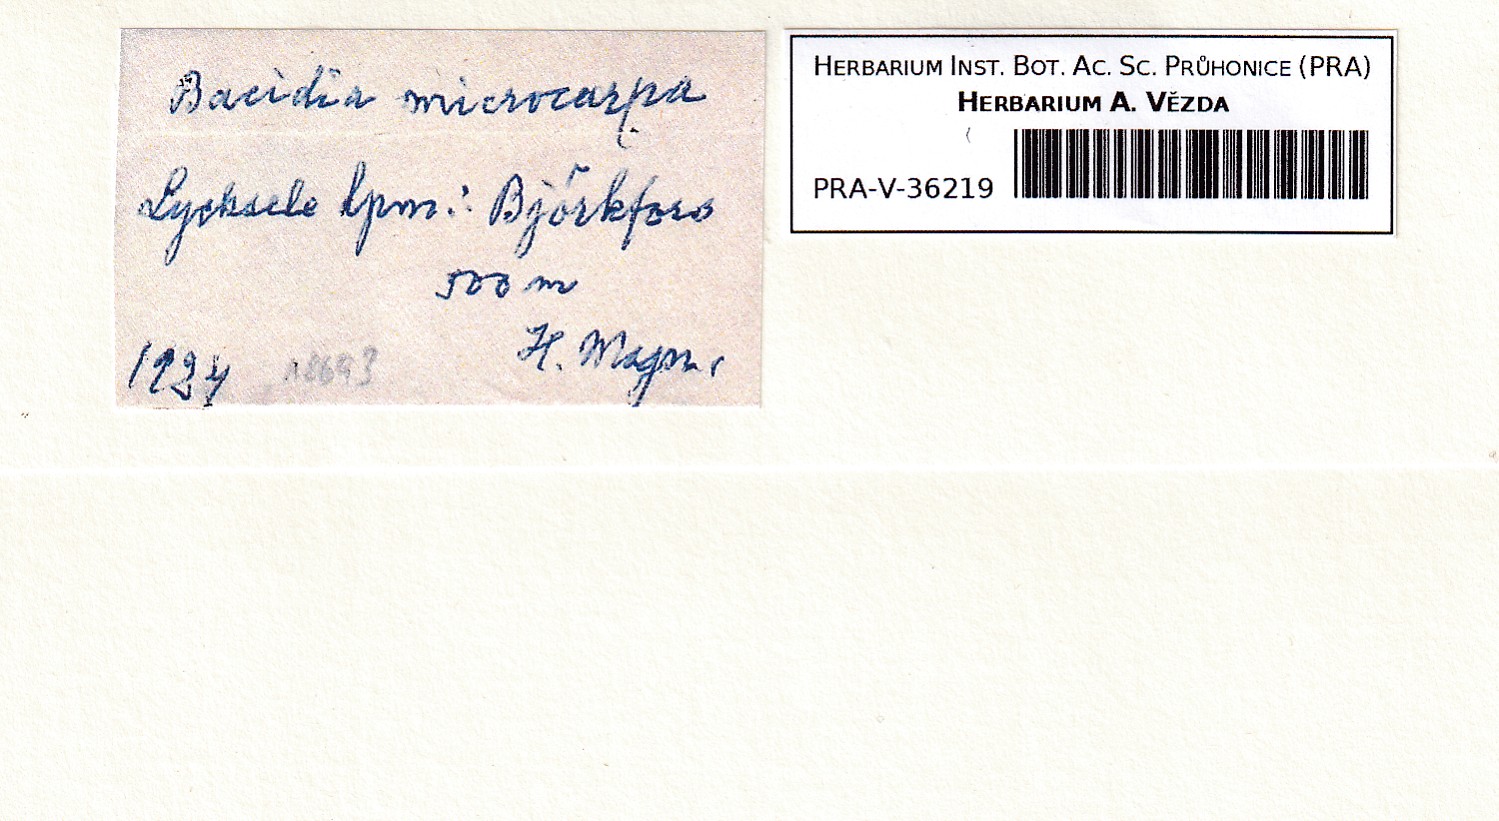 Bacidia microcarpa
Lycksele lpm: Björkfors
500 m
H. Magn.
1924
HERBARIUM INST. BOT. AC. SC. PRŮHONICE (PRA)
HERBARIUM A. VĚZDA
PRA-V-36219